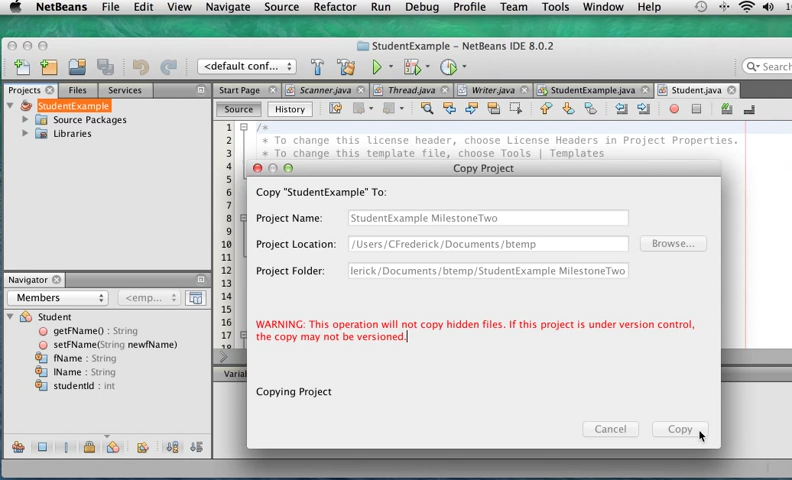 NetBeans File Edit View Navigate Source Refactor Run Debug Profile Team Tools Window Help
StudentExample – NetBeans IDE 8.0.2
<default conf...
Search
Projects Files Services
Start Page Scanner.java Thread.java Writer.java StudentExample.java Student.java
StudentExample
Source Packages
Libraries
Source History
1 /*
2 * To change this license header, choose License Headers in Project Properties.
3 * To change this template file, choose Tools | Templates
4
5
6
7
8
9
10
11
12
13
14
15
16
17
18
Copy Project
Copy "StudentExample" To:
Project Name: StudentExample MilestoneTwo
Project Location: /Users/CFrederick/Documents/btemp Browse...
Project Folder: lerick/Documents/btemp/StudentExample MilestoneTwo
WARNING: This operation will not copy hidden files. If this project is under version control,
the copy may not be versioned.
Copying Project
Cancel Copy
Navigator
Members <emp...
Student
getFName() : String
setFName(String newfName)
fName : String
lName : String
studentId : int
Variab